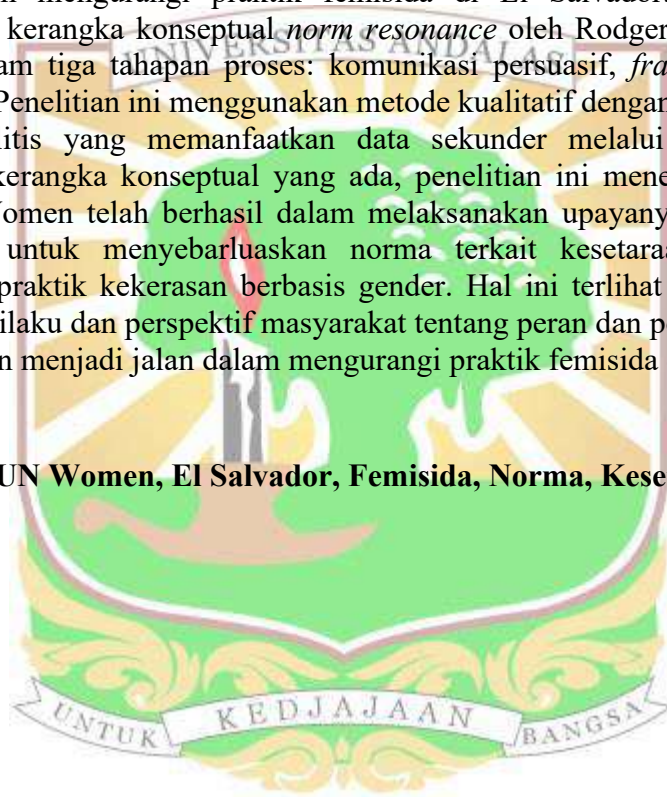 mengurangi praktik femisida di El Salvador
kerangka konseptual norm resonance oleh Rodger
UNIVERSITAS ANDALAS
am tiga tahapan proses: komunikasi persuasif, fra
Penelitian ini menggunakan metode kualitatif dengan
litis yang memanfaatkan data sekunder melalui
kerangka konseptual yang ada, penelitian ini mene
Women telah berhasil dalam melaksanakan upayany
untuk menyebarluaskan norma terkait kesetaraa
praktik kekerasan berbasis gender. Hal ini terlihat
ilaku dan perspektif masyarakat tentang peran dan p
n menjadi jalan dalam mengurangi praktik femisida
UN Women, El Salvador, Femisida, Norma, Kese
UNTUK KEDJAJAAN BANGSA